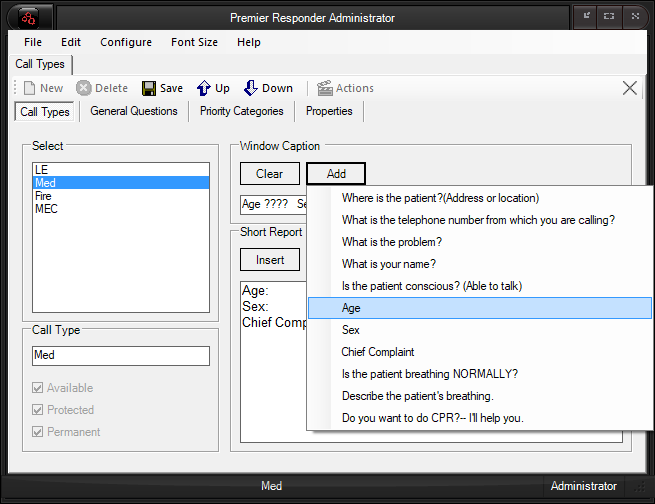 Premier Responder Administrator
File Edit Configure Font Size Help
Call Types
New Delete Save Up Down Actions
Call Types General Questions Priority Categories Properties
Select
LE
Med
Fire
MEC
Call Type
Med
Available
Protected
Permanent
Window Caption
Clear Add
Age ???? Se
Short Report
Insert
Age:
Sex:
Chief Comp
Where is the patient?(Address or location)
What is the telephone number from which you are calling?
What is the problem?
What is your name?
Is the patient conscious? (Able to talk)
Age
Sex
Chief Complaint
Is the patient breathing NORMALLY?
Describe the patient's breathing.
Do you want to do CPR?-- I'll help you.
Med Administrator